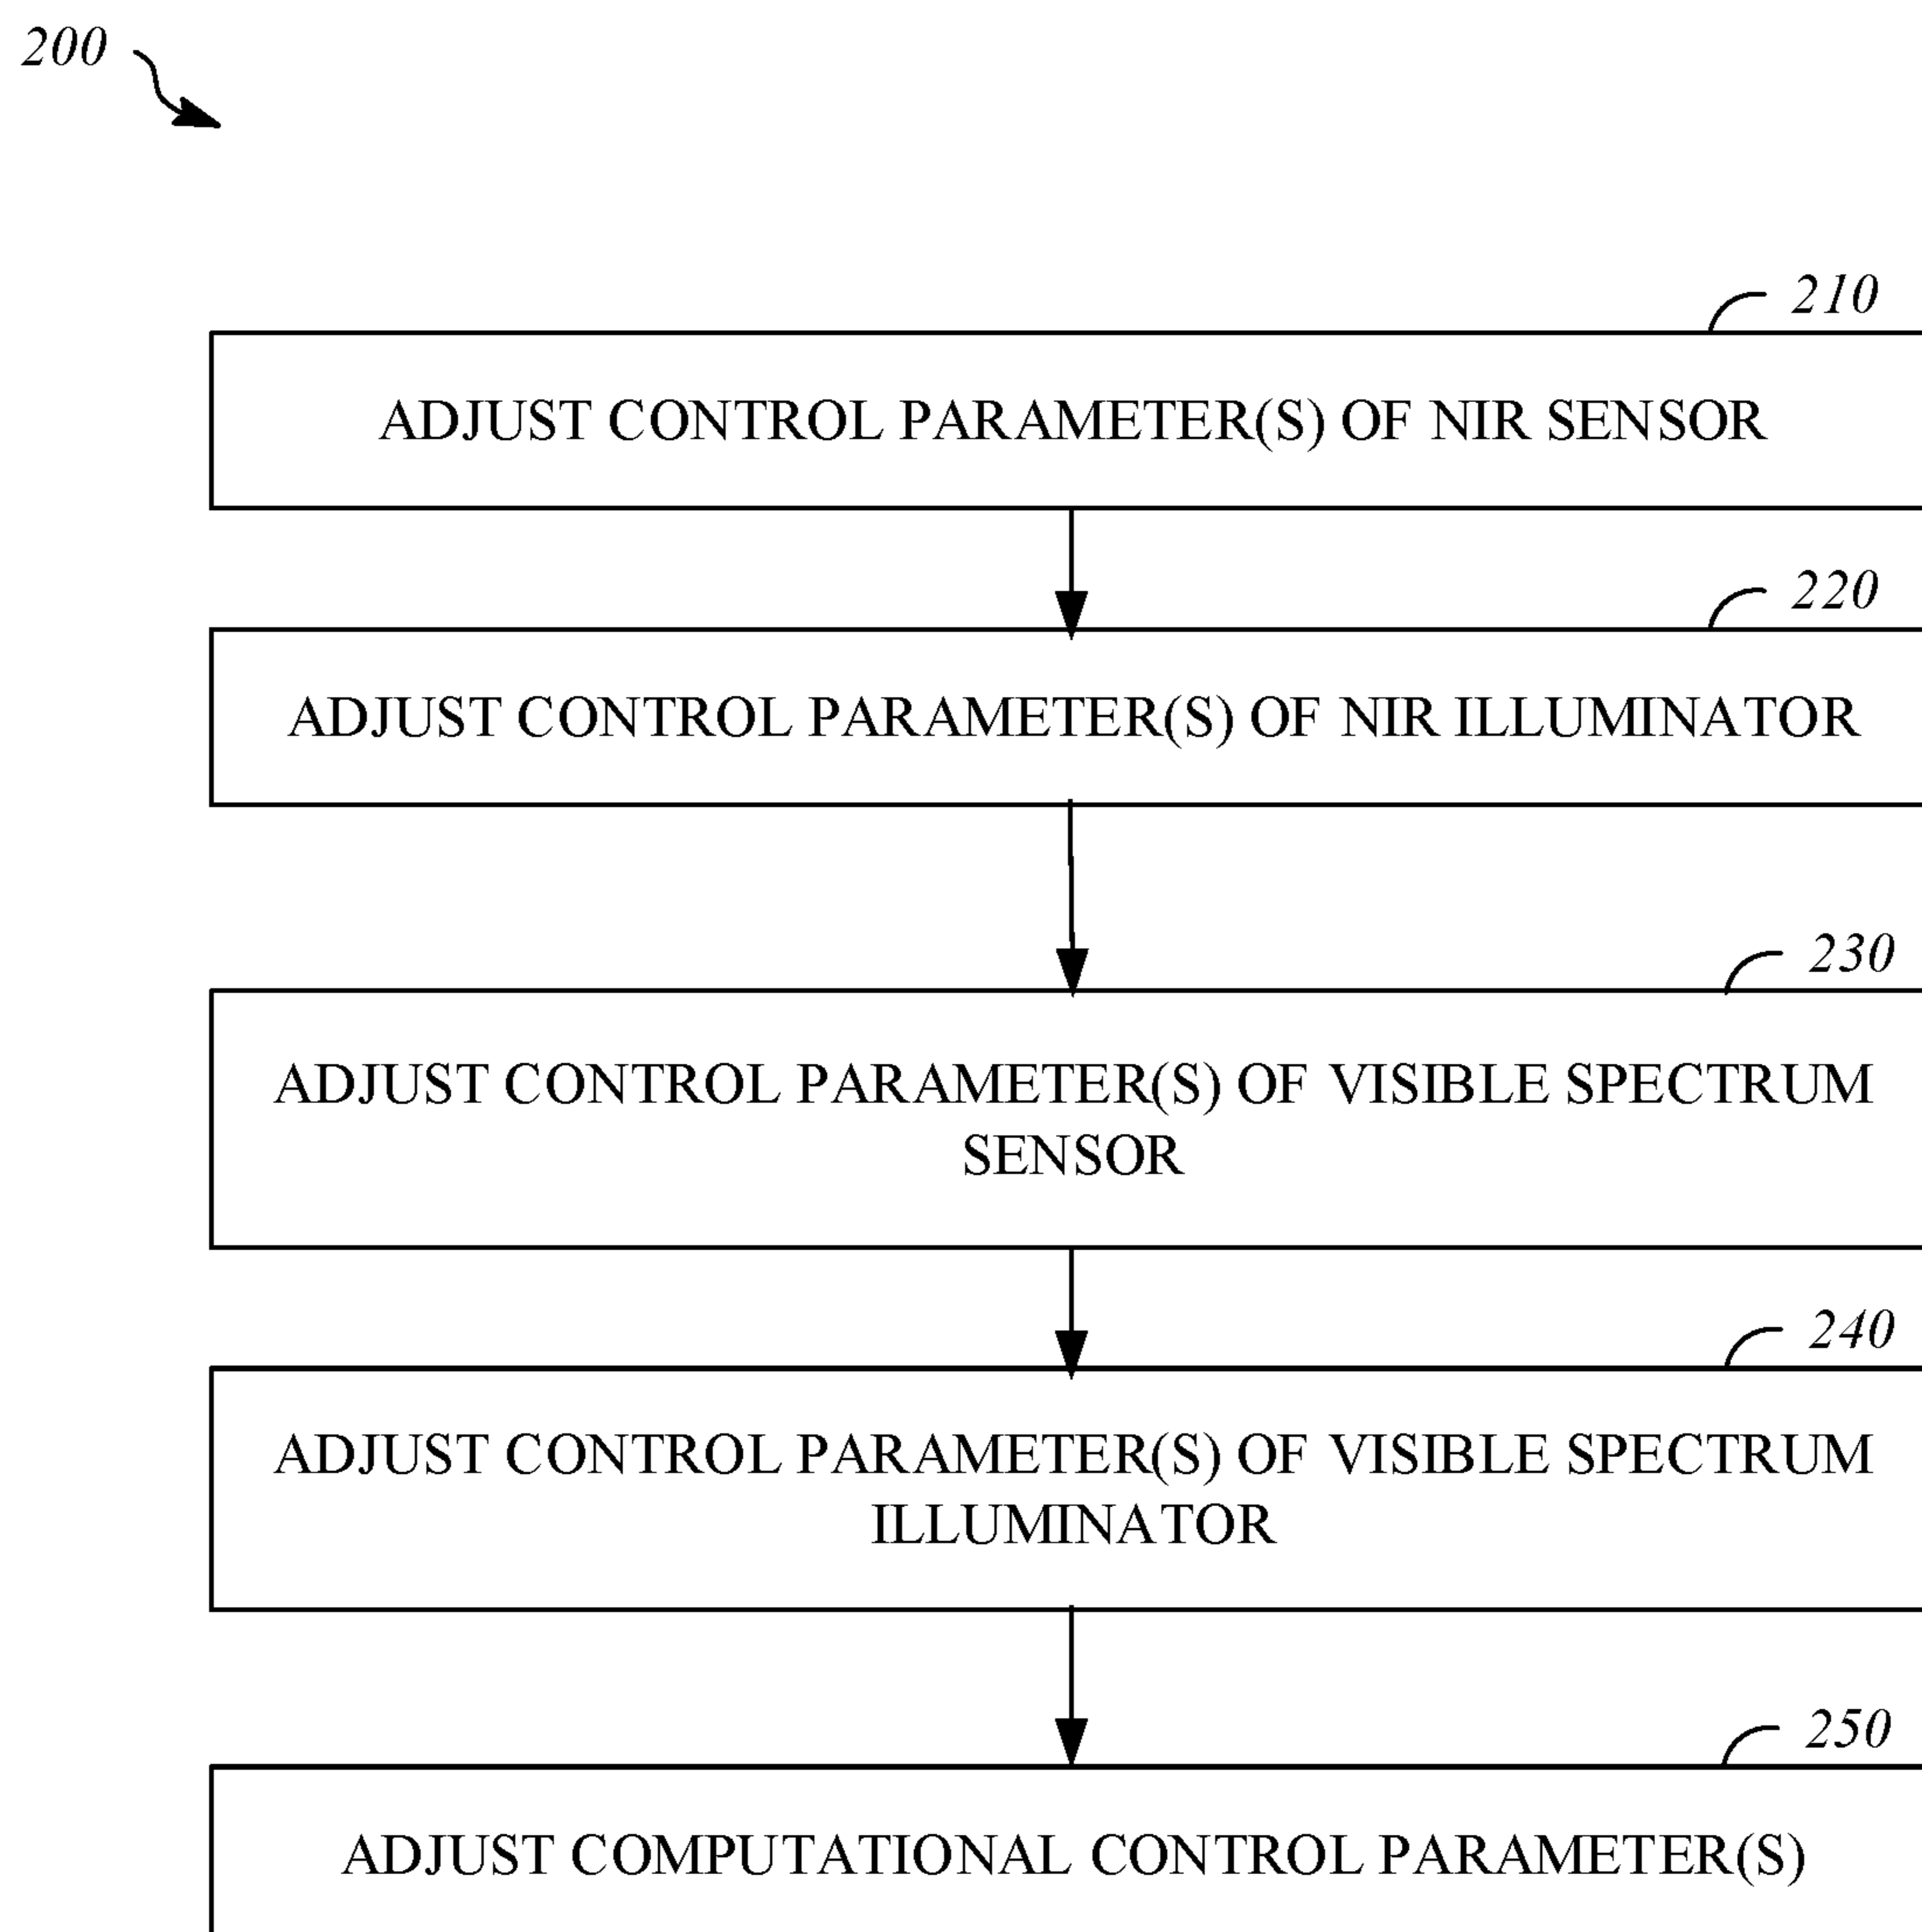 200
210
ADJUST CONTROL PARAMETER(S) OF NIR SENSOR
220
ADJUST CONTROL PARAMETER(S) OF NIR ILLUMINATOR
230
ADJUST CONTROL PARAMETER(S) OF VISIBLE SPECTRUM
SENSOR
240
ADJUST CONTROL PARAMETER(S) OF VISIBLE SPECTRUM
ILLUMINATOR
250
ADJUST COMPUTATIONAL CONTROL PARAMETER(S)